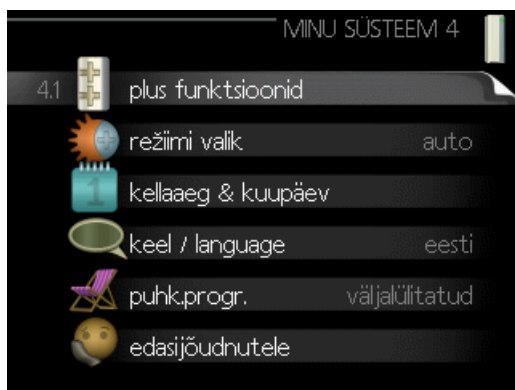 MINU SÜSTEEM 4
4.1 plus funktsioonid
režiimi valik auto
1 kellaaeg & kuupäev
keel / language eesti
puhk.progr. väljalülitatud
edasijõudnutele